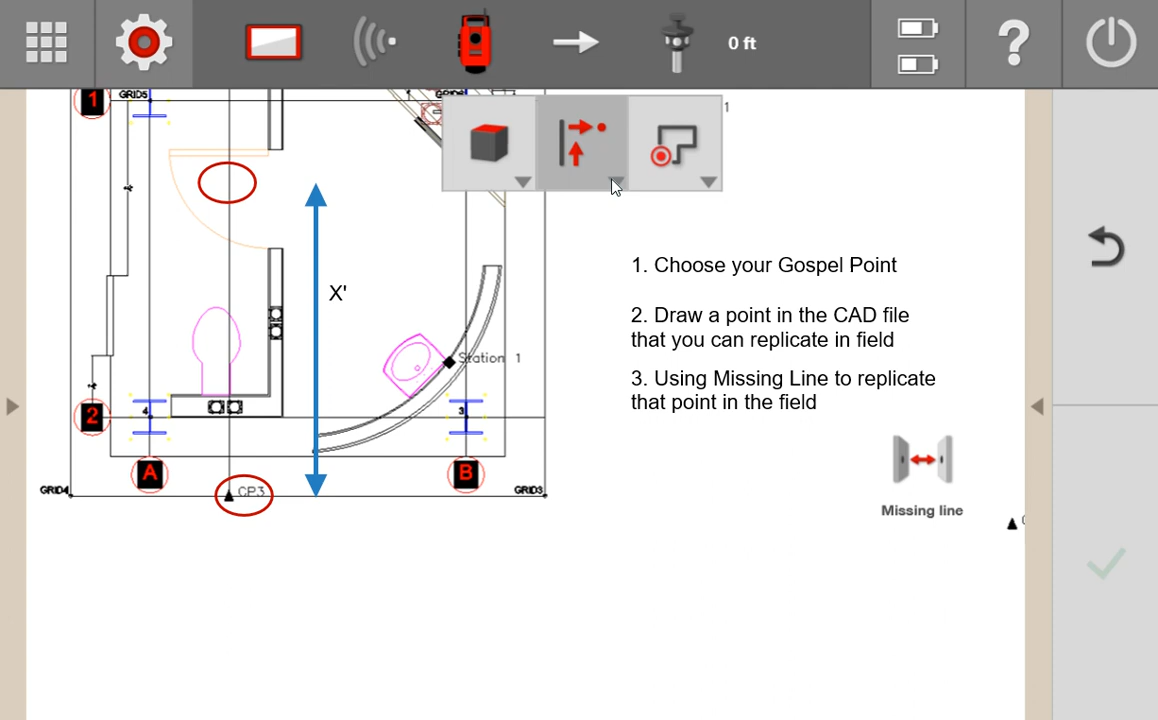 0 ft
?
1
GRID5
1
X'
1. Choose your Gospel Point
2. Draw a point in the CAD file
that you can replicate in field
3. Using Missing Line to replicate
that point in the field
Station 1
2
4
3
A
B
GRID4
CP3
GRID3
Missing line